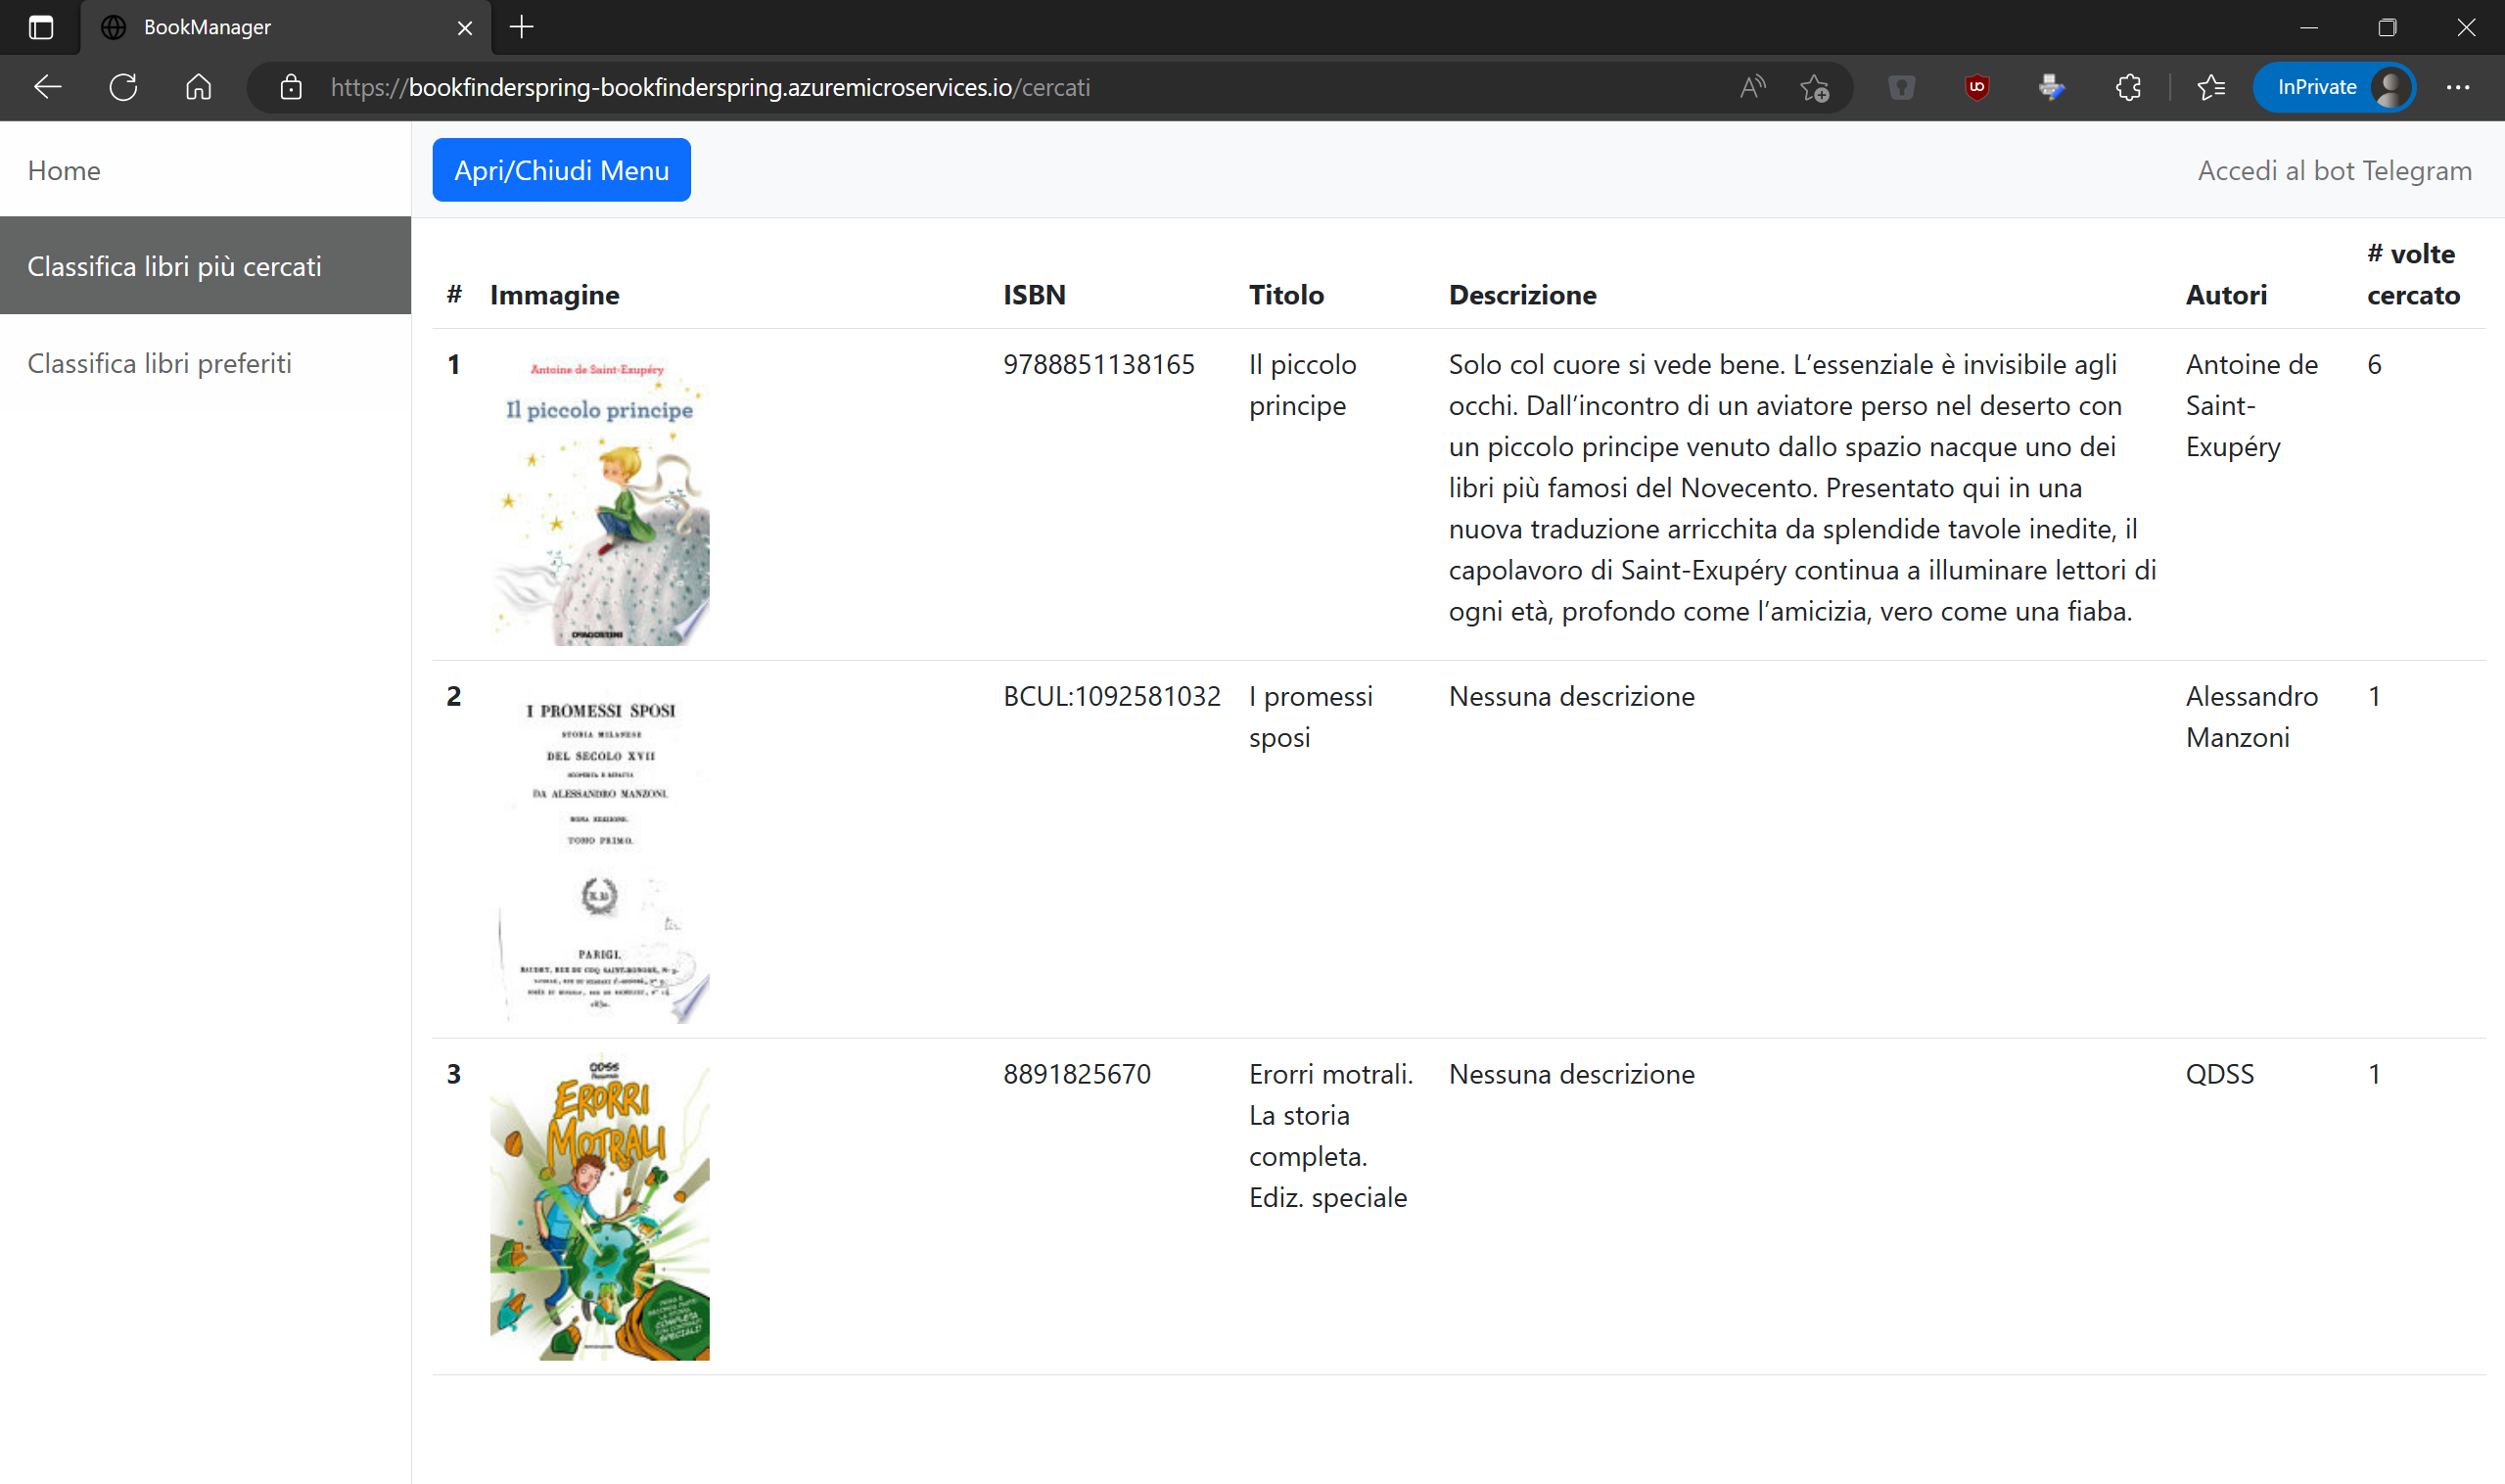 BookManager
https://bookfinderspring-bookfinderspring.azuremicroservices.io/cercati
InPrivate
Home
Apri/Chiudi Menu
Accedi al bot Telegram
Classifica libri più cercati
Classifica libri preferiti
# Immagine ISBN Titolo Descrizione Autori # volte cercato
1
Antoine de Saint-Exupéry
Il piccolo principe
DEAGOSTINI
9788851138165
Il piccolo
principe
Solo col cuore si vede bene. L’essenziale è invisibile agli
occhi. Dall’incontro di un aviatore perso nel deserto con
un piccolo principe venuto dallo spazio nacque uno dei
libri più famosi del Novecento. Presentato qui in una
nuova traduzione arricchita da splendide tavole inedite, il
capolavoro di Saint-Exupéry continua a illuminare lettori di
ogni età, profondo come l’amicizia, vero come una fiaba.
Antoine de
Saint-
Exupéry
6
2
I PROMESSI SPOSI
STORIA MILANESE
DEL SECOLO XVII
SCOPERTA E RIFATTA
DA ALESSANDRO MANZONI.
TOMO PRIMO.
PARIGI,
BCUL:1092581032
I promessi
sposi
Nessuna descrizione
Alessandro
Manzoni
1
3
QDSS
ERORRI
MOTRALI
COMPLETA
SPECIALI!
8891825670
Erorri motrali.
La storia
completa.
Ediz. speciale
Nessuna descrizione
QDSS
1